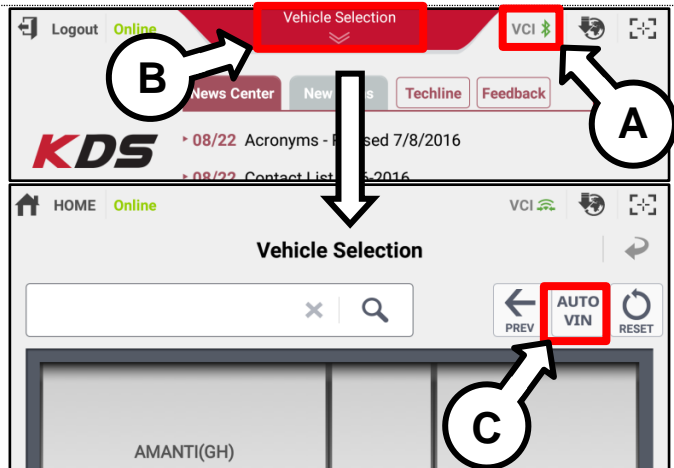 Vehicle Selection
Logout Online VCI
B
A
News Center Techline Feedback
KDS
08/22 Acronyms - 7/8/2016
08/22 Contact List 2016
HOME Online VCI
Vehicle Selection
PREV AUTO VIN RESET
C
AMANTI(GH)